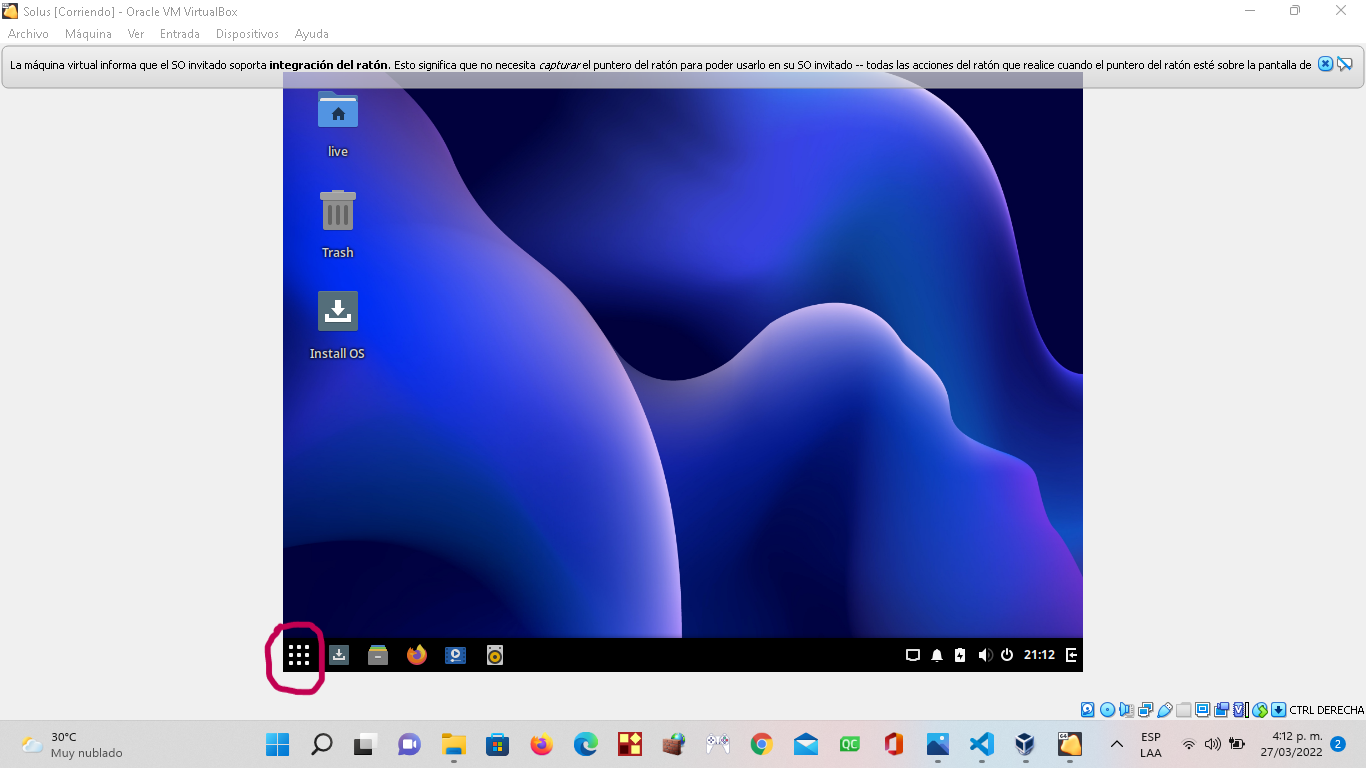 Solus [Corriendo] - Oracle VM VirtualBox
Archivo Máquina Ver Entrada Dispositivos Ayuda
La máquina virtual informa que el SO invitado soporta integración del ratón. Esto significa que no necesita capturar el puntero del ratón para poder usarlo en su SO invitado -- todas las acciones del ratón que realice cuando el puntero del ratón esté sobre la pantalla de
live
Trash
Install OS
21:12
CTRL DERECHA
30°C
Muy nublado
QC
ESP
LAA
4:12 p. m.
27/03/2022
2